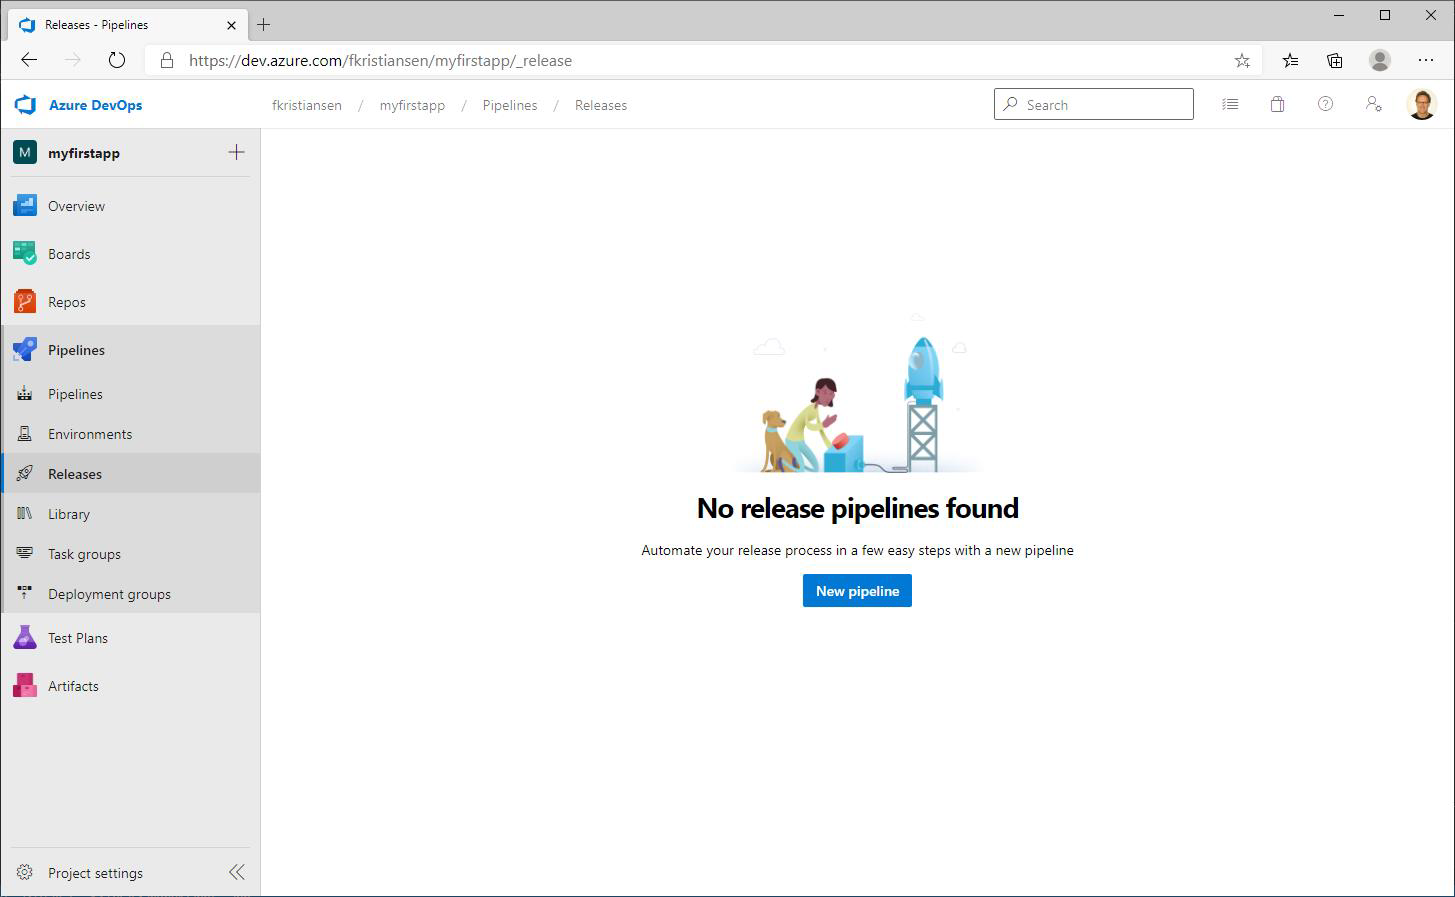 Releases - Pipelines
https://dev.azure.com/fkristiansen/myfirstapp/_release
Azure DevOps
fkristiansen / myfirstapp / Pipelines / Releases
Search
M myfirstapp
Overview
Boards
Repos
Pipelines
Pipelines
Environments
Releases
Library
Task groups
Deployment groups
Test Plans
Artifacts
Project settings
No release pipelines found
Automate your release process in a few easy steps with a new pipeline
New pipeline